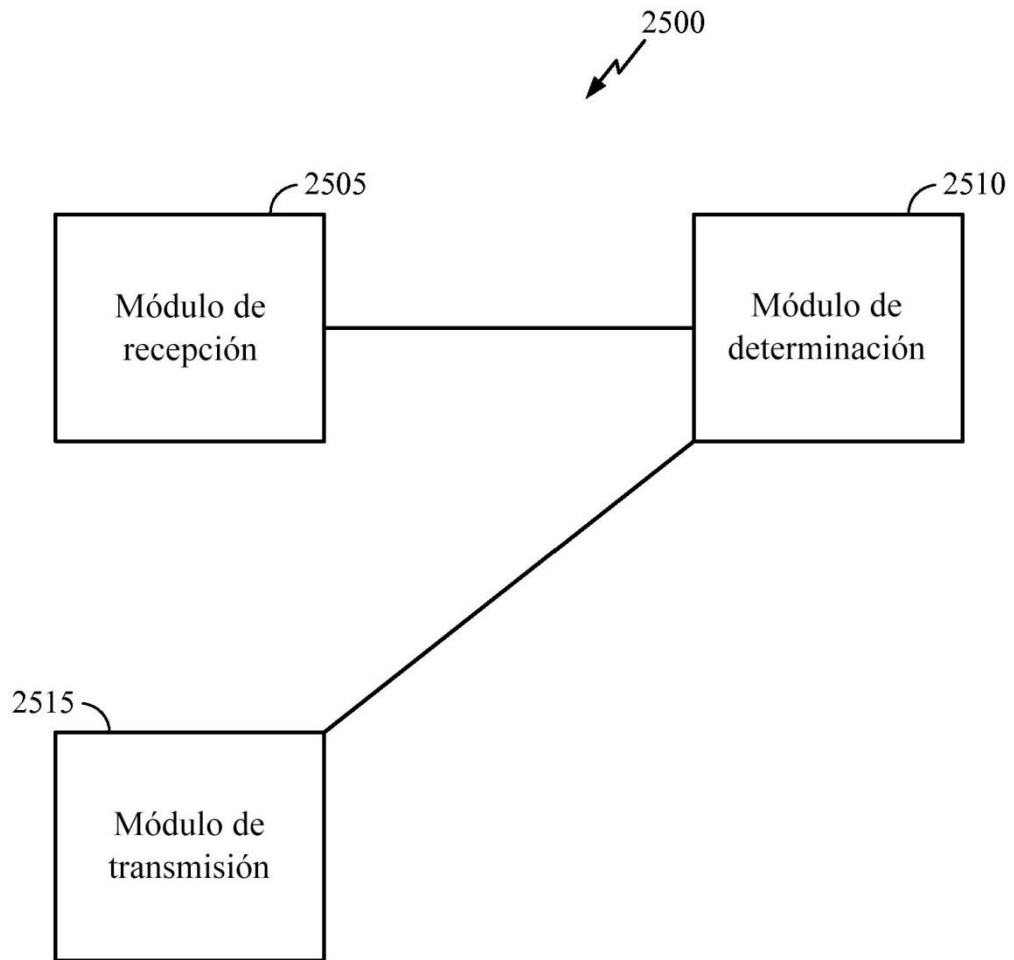 2500
2505
2510
Módulo de
recepción
Módulo de
determinación
2515
Módulo de
transmisión